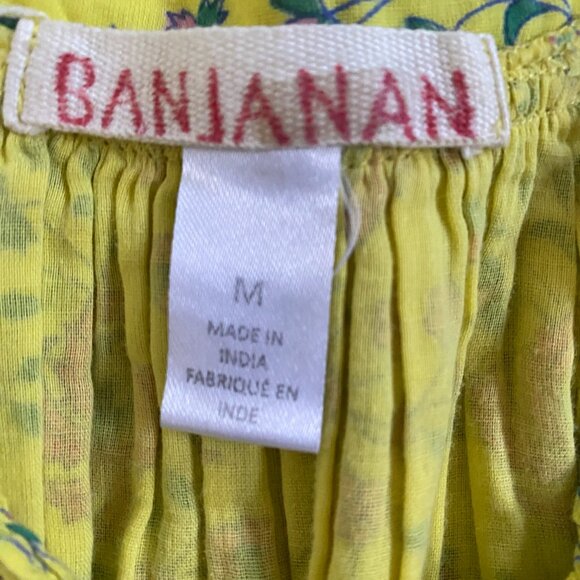 BANJANAN
M
MADE IN
INDIA
FABRIQUÉ EN
INDE